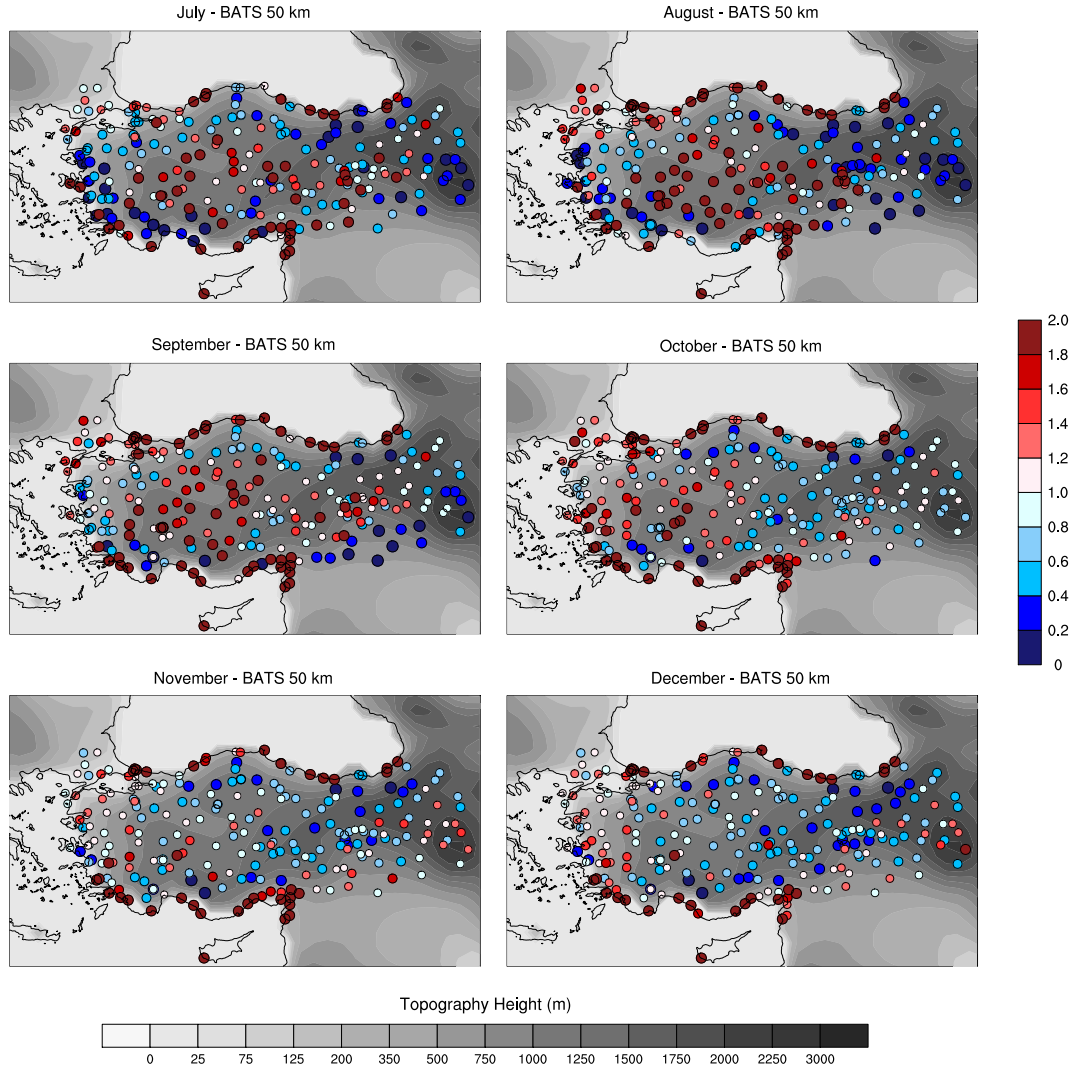 July - BATS 50 km
August - BATS 50 km
September - BATS 50 km
October - BATS 50 km
2.0
1.8
1.6
1.4
1.2
1.0
0.8
0.6
0.4
0.2
0
November - BATS 50 km
December - BATS 50 km
Topography Height (m)
0 25 75 125 200 350 500 750 1000 1250 1500 1750 2000 2250 3000